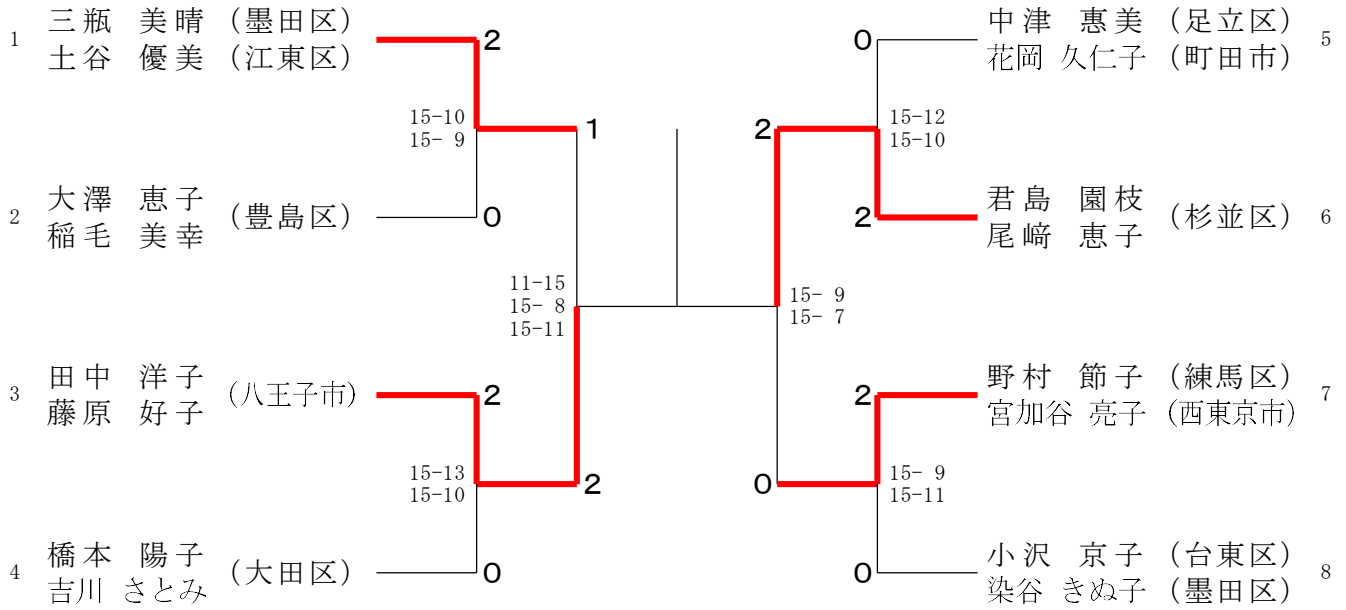 1 三瓶 美晴 (墨田区)
土谷 優美 (江東区)
2
15-10
15- 9
1
2 大澤 恵子
稲毛 美幸
(豊島区)
0
11-15
15- 8
15-11
3 田中 洋子
藤原 好子
(八王子市)
2
15-13
15-10
2
4 橋本 陽子
吉川 さとみ
(大田区)
0
0
中津 惠美 (足立区) 5
花岡 久仁子 (町田市)
2
15-12
15-10
2
君島 園枝
尾﨑 恵子
(杉並区) 6
15- 9
15- 7
2
野村 節子 (練馬区) 7
宮加谷 亮子 (西東京市)
0
15- 9
15-11
0
小沢 京子 (台東区) 8
染谷 きぬ子 (墨田区)